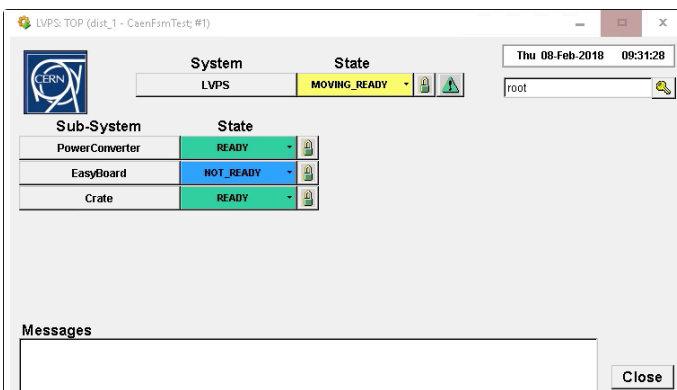 LVPS: TOP (dist_1 - CaenFsmTest; #1)
System State
Thu 08-Feb-2018 09:31:28
CERN
LVPS MOVING_READY
root
Sub-System State
PowerConverter READY
EasyBoard NOT_READY
Crate READY
Messages
Close